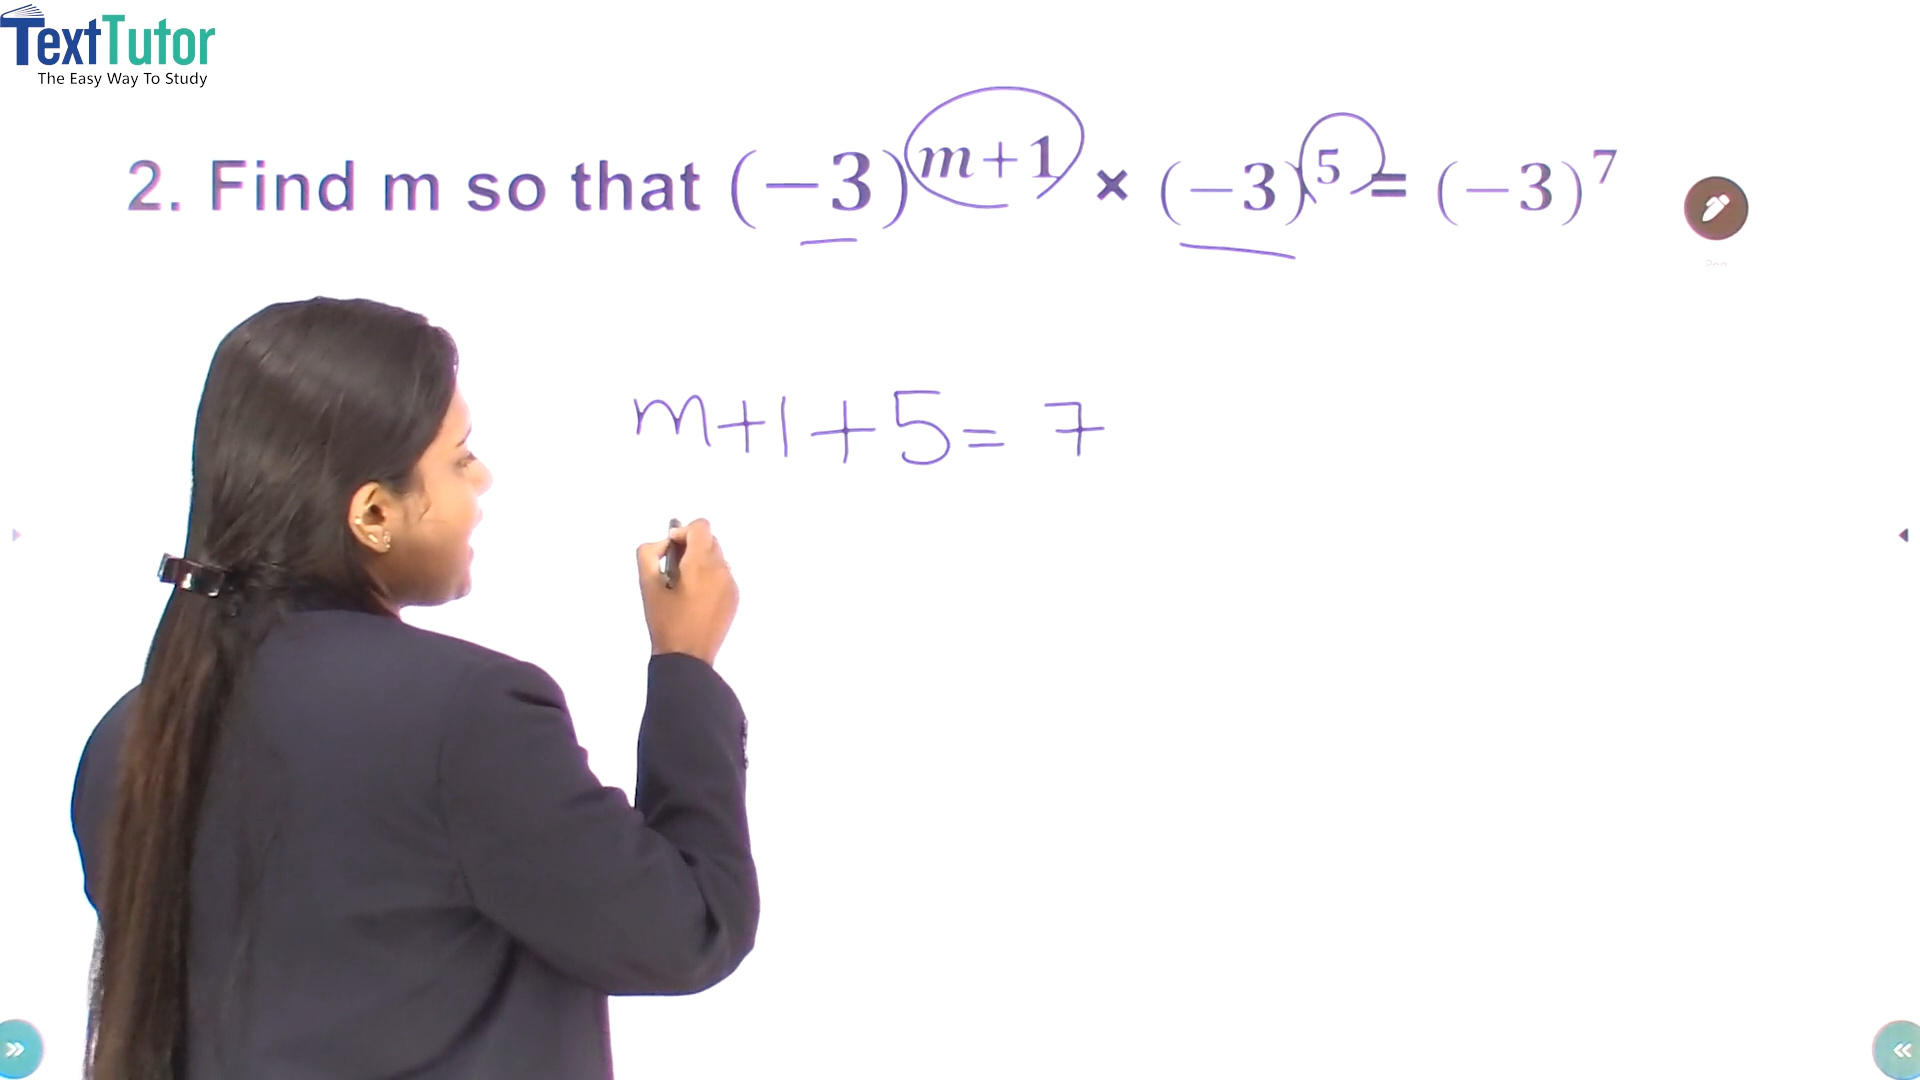 TextTutor
The Easy Way To Study
2. Find m so that (−3)^{m+1} × (−3)^5 = (−3)^7
m+1+5=7